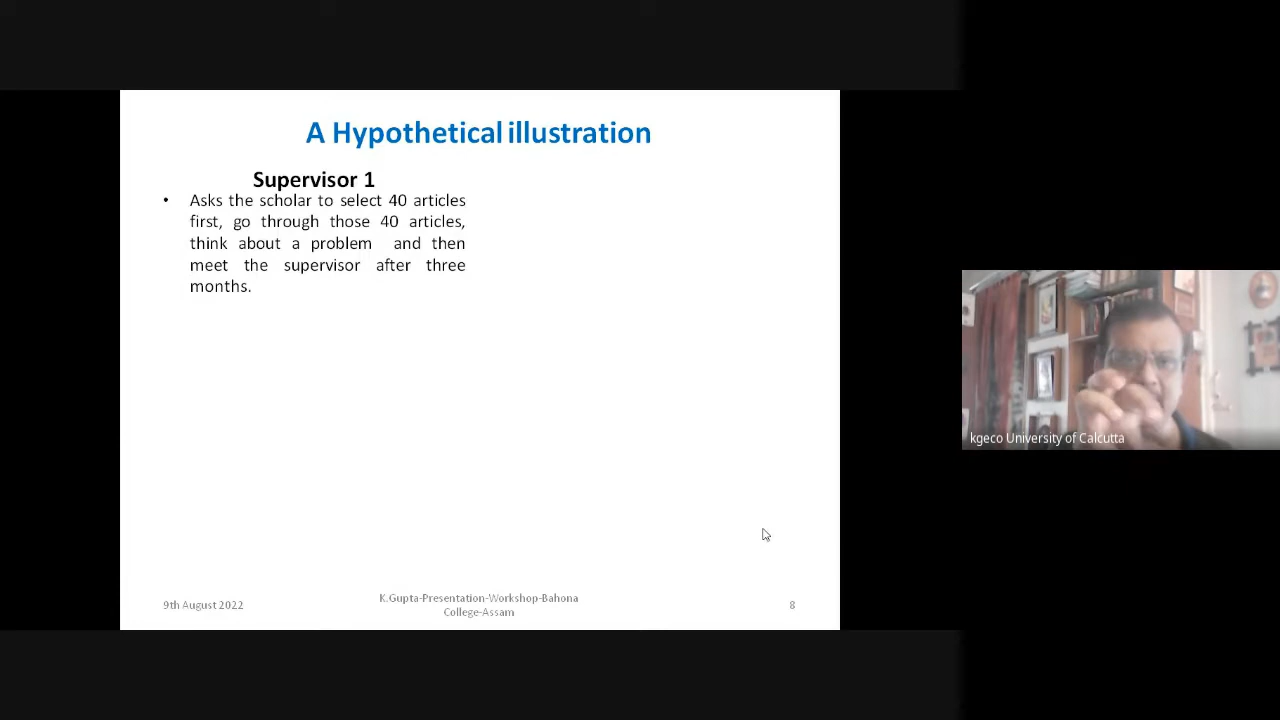 A Hypothetical illustration
Supervisor 1
• Asks the scholar to select 40 articles
first, go through those 40 articles,
think about a problem and then
meet the supervisor after three
months.
kgeco University of Calcutta
9th August 2022
K.Gupta-Presentation-Workshop-Bahona
College-Assam
8